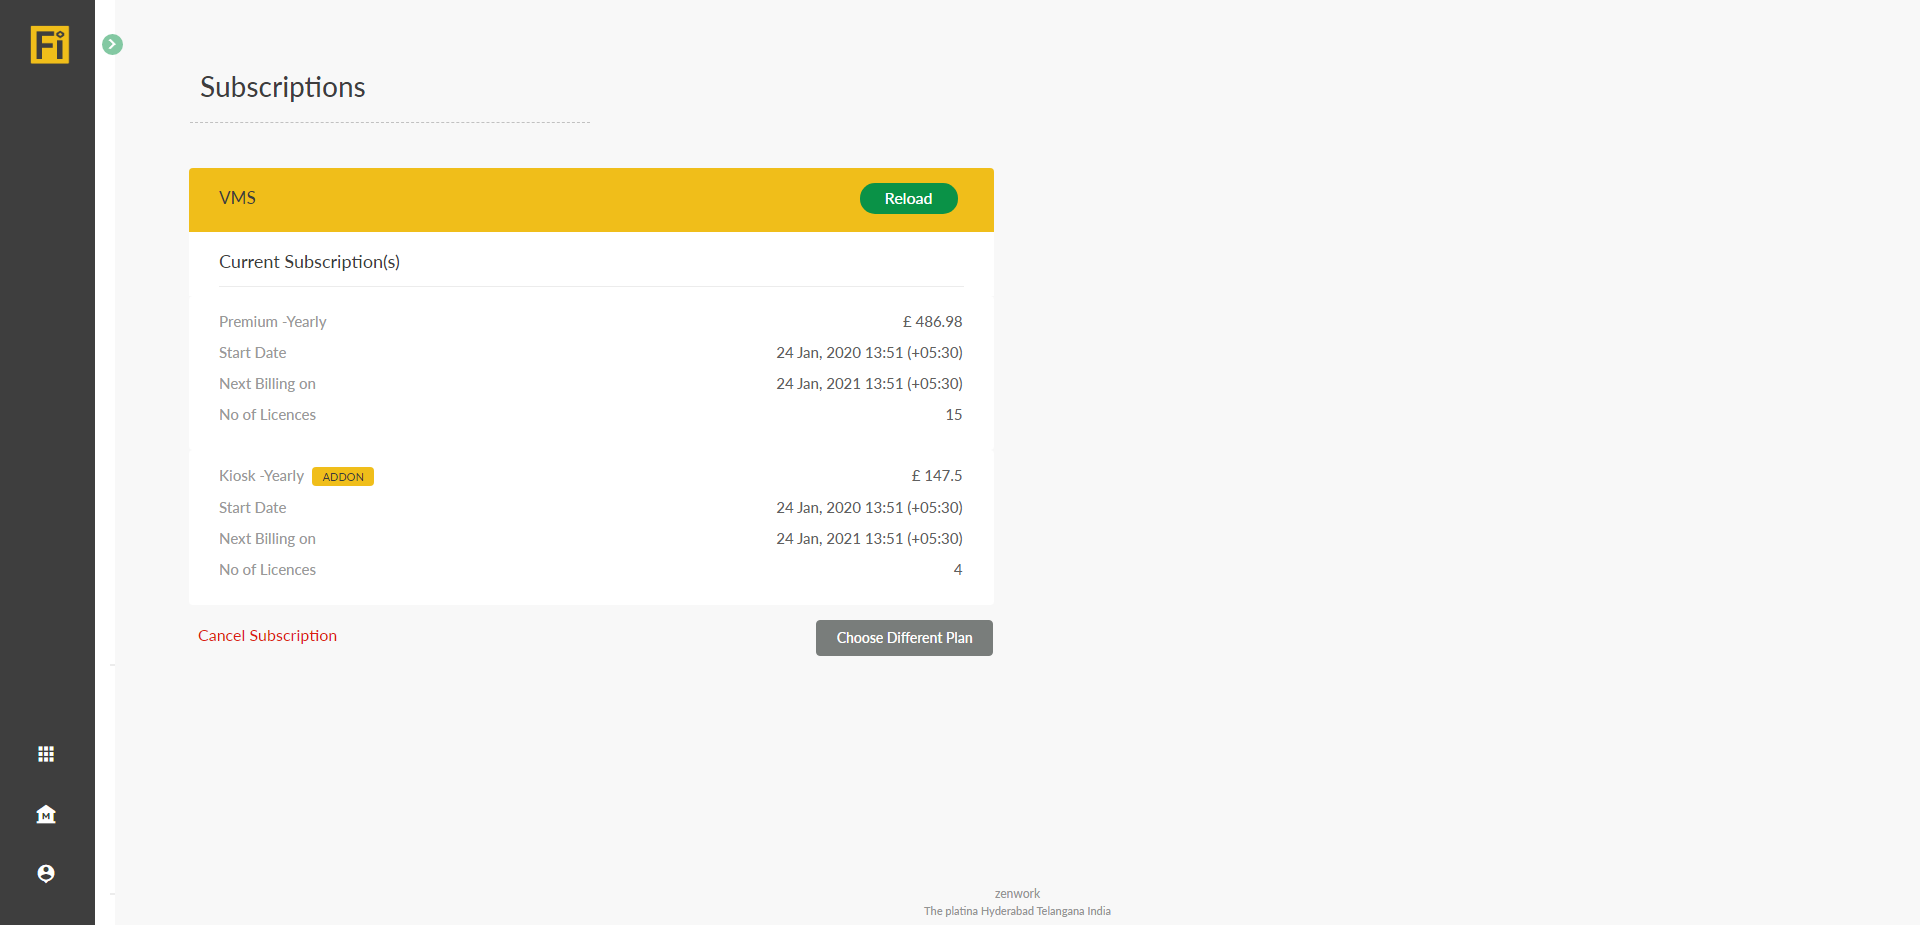 Fi
Subscriptions
VMS
Reload
Current Subscription(s)
Premium -Yearly £ 486.98
Start Date 24 Jan, 2020 13:51 (+05:30)
Next Billing on 24 Jan, 2021 13:51 (+05:30)
No of Licences 15
Kiosk -Yearly ADDON £ 147.5
Start Date 24 Jan, 2020 13:51 (+05:30)
Next Billing on 24 Jan, 2021 13:51 (+05:30)
No of Licences 4
Cancel Subscription
Choose Different Plan
M
zenwork
The platina Hyderabad Telangana India